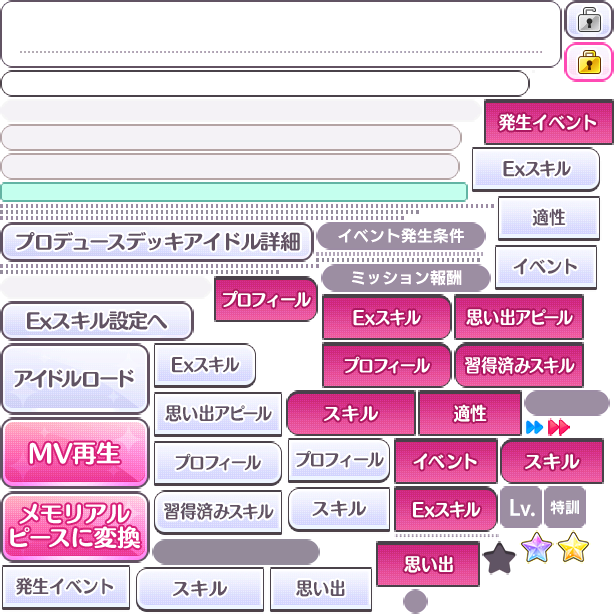 発生イベント
Exスキル
適性
プロデュースデッキアイドル詳細
イベント発生条件
イベント
ミッション報酬
プロフィール
Exスキル設定へ
Exスキル
思い出アピール
アイドルロード
Exスキル
プロフィール
習得済みスキル
思い出アピール
スキル
適性
MV再生
プロフィール
プロフィール
イベント
スキル
メモリアル
ピースに変換
習得済みスキル
スキル
Exスキル
Lv.
特訓
思い出
発生イベント
スキル
思い出